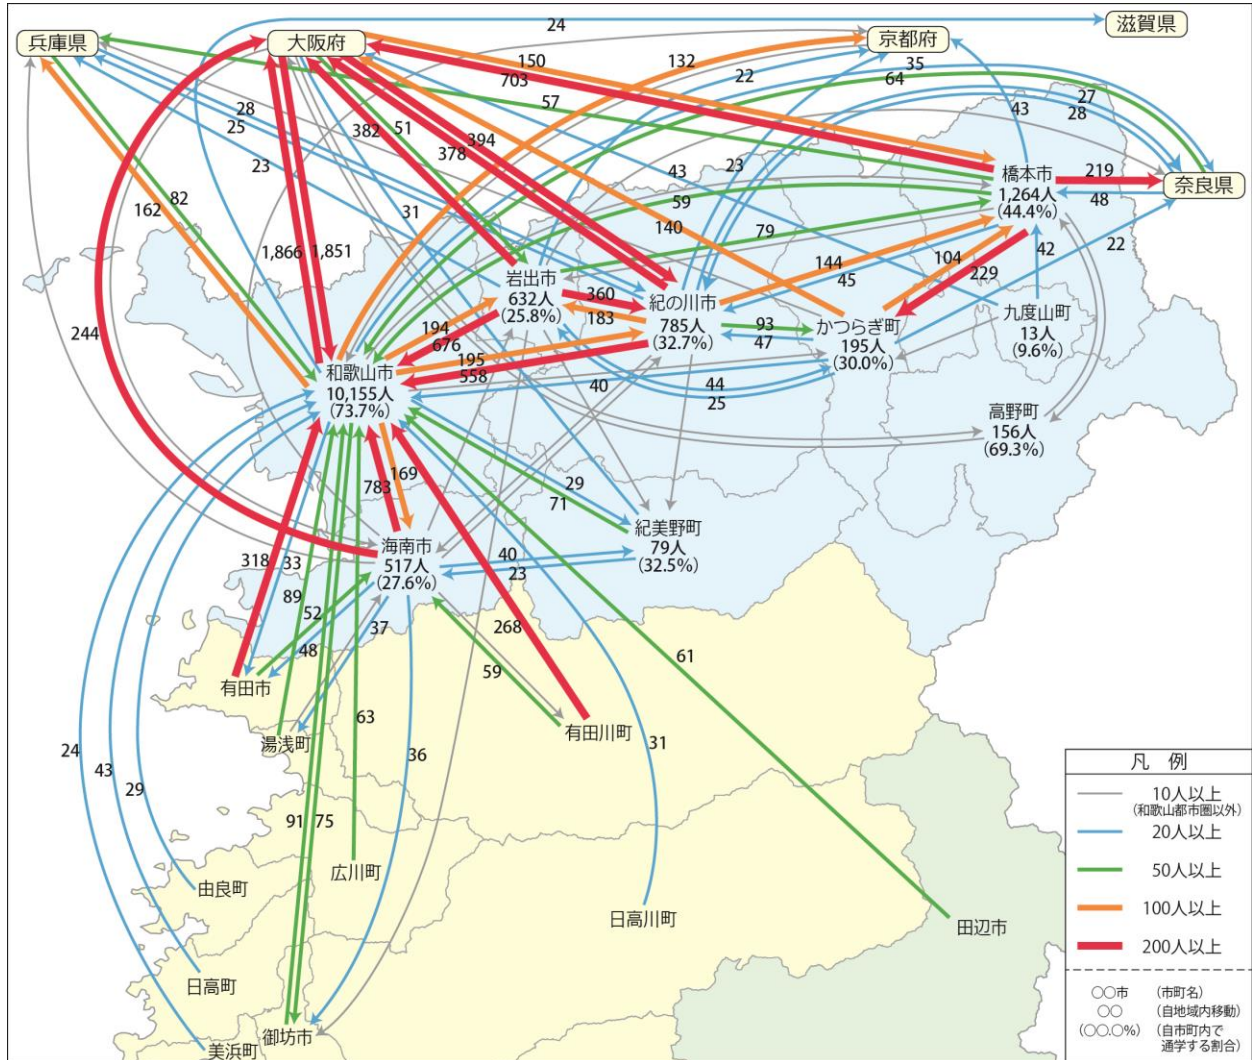 24
滋賀県
兵庫県
大阪府
京都府
150
132
35
703
22
64
57
27
28
28
25
382
51
394
378
43
23
43
23
橋本市
1,264人
(44.4%)
219
48
奈良県
162
82
31
59
140
79
42
22
1,866
1,851
244
岩出市
632人
(25.8%)
360
183
紀の川市
785人
(32.7%)
144
45
104
229
93
47
かつらぎ町
195人
(30.0%)
九度山町
13人
(9.6%)
194
676
195
558
和歌山市
10,155人
(73.7%)
40
44
25
高野町
156人
(69.3%)
169
783
29
71
海南市
517人
(27.6%)
40
23
紀美野町
79人
(32.5%)
318
33
89
52
48
37
268
59
61
有田市
湯浅町
有田川町
63
36
31
24
43
29
91
75
由良町
広川町
日高川町
田辺市
日高町
御坊市
美浜町
凡 例
10人以上
(和歌山都市圏以外)
20人以上
50人以上
100人以上
200人以上
○○市 (市町名)
○○ (自地域内移動)
(○○.○%) (自市町内で
通学する割合)